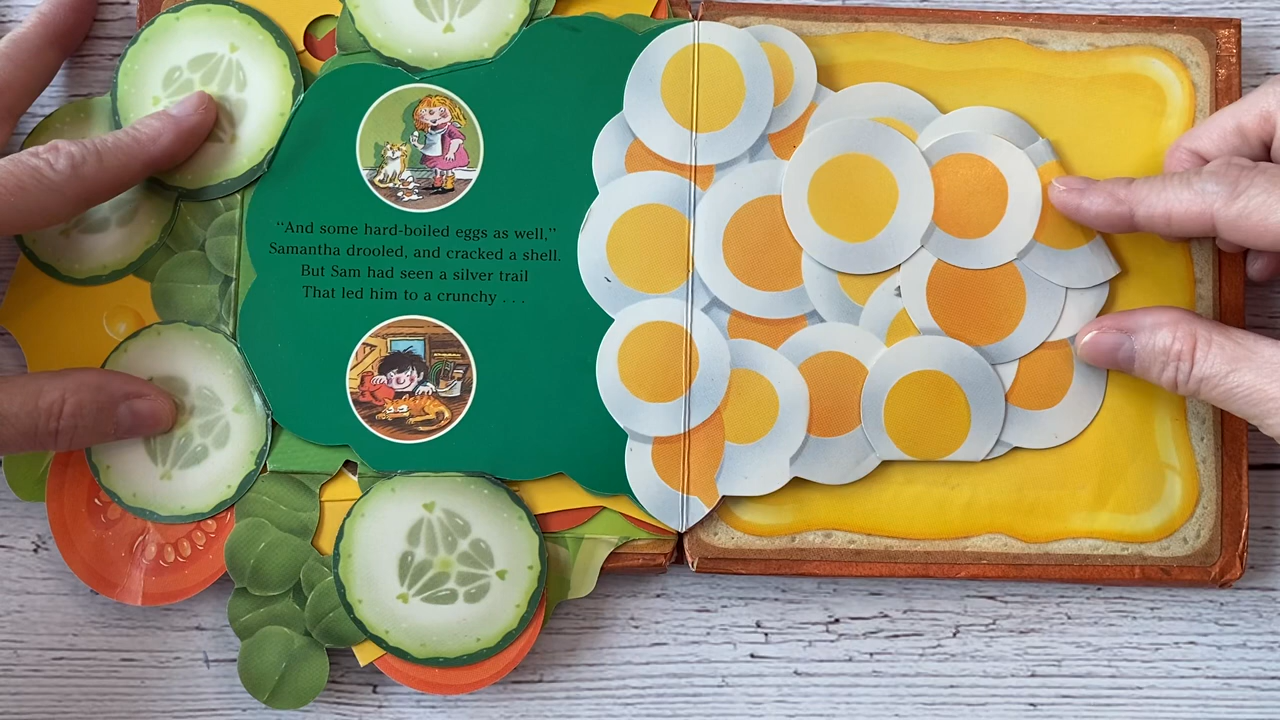 “And some hard-boiled eggs as well,”
Samantha drooled, and cracked a shell.
But Sam had seen a silver trail
That led him to a crunchy . . .